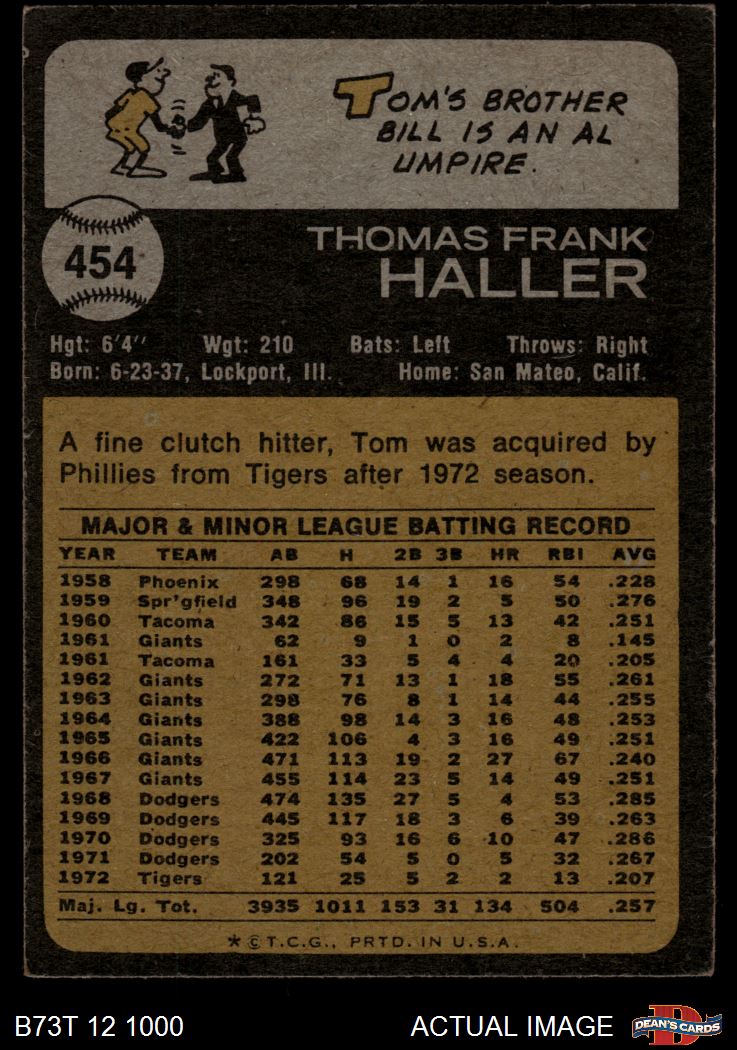 TOM'S BROTHER
BILL IS AN AL
UMPIRE.
454
THOMAS FRANK
HALLER
Hgt: 6'4" Wgt: 210 Bats: Left Throws: Right
Born: 6-23-37, Lockport, Ill. Home: San Mateo, Calif.
A fine clutch hitter, Tom was acquired by
Phillies from Tigers after 1972 season.
MAJOR & MINOR LEAGUE BATTING RECORD
YEAR TEAM AB H 2B 3B HR RBI AVG
1958 Phoenix 298 68 14 1 16 54 .228
1959 Spr'gfield 348 96 19 2 5 50 .276
1960 Tacoma 342 86 15 5 13 42 .251
1961 Giants 62 9 1 0 2 8 .145
1961 Tacoma 161 33 5 4 4 20 .205
1962 Giants 272 71 13 1 18 55 .261
1963 Giants 298 76 8 1 14 44 .255
1964 Giants 388 98 14 3 16 48 .253
1965 Giants 422 106 4 3 16 49 .251
1966 Giants 471 113 19 2 27 67 .240
1967 Giants 455 114 23 5 14 49 .251
1968 Dodgers 474 135 27 5 4 53 .285
1969 Dodgers 445 117 18 3 6 39 .263
1970 Dodgers 325 93 16 6 10 47 .286
1971 Dodgers 202 54 5 0 5 32 .267
1972 Tigers 121 25 5 2 2 13 .207
Maj. Lg. Tot. 3935 1011 153 31 134 504 .257
*© T.C.G., PRTD. IN U.S.A.
B73T 12 1000 ACTUAL IMAGE DEAN'S CARDS